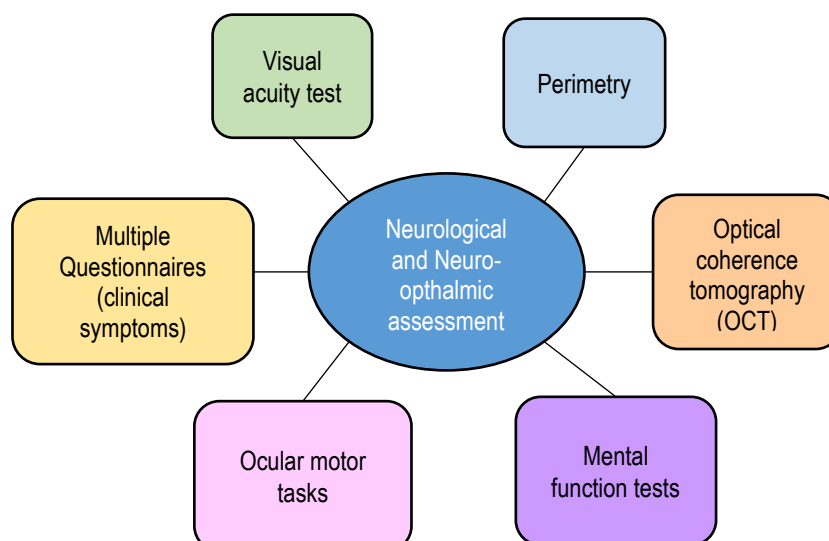 Visual
acuity test
Perimetry
Multiple
Questionnaires
(clinical
symptoms)
Neurological
and Neuro-
opthalmic
assessment
Optical
coherence
tomography
(OCT)
Ocular motor
tasks
Mental
function tests